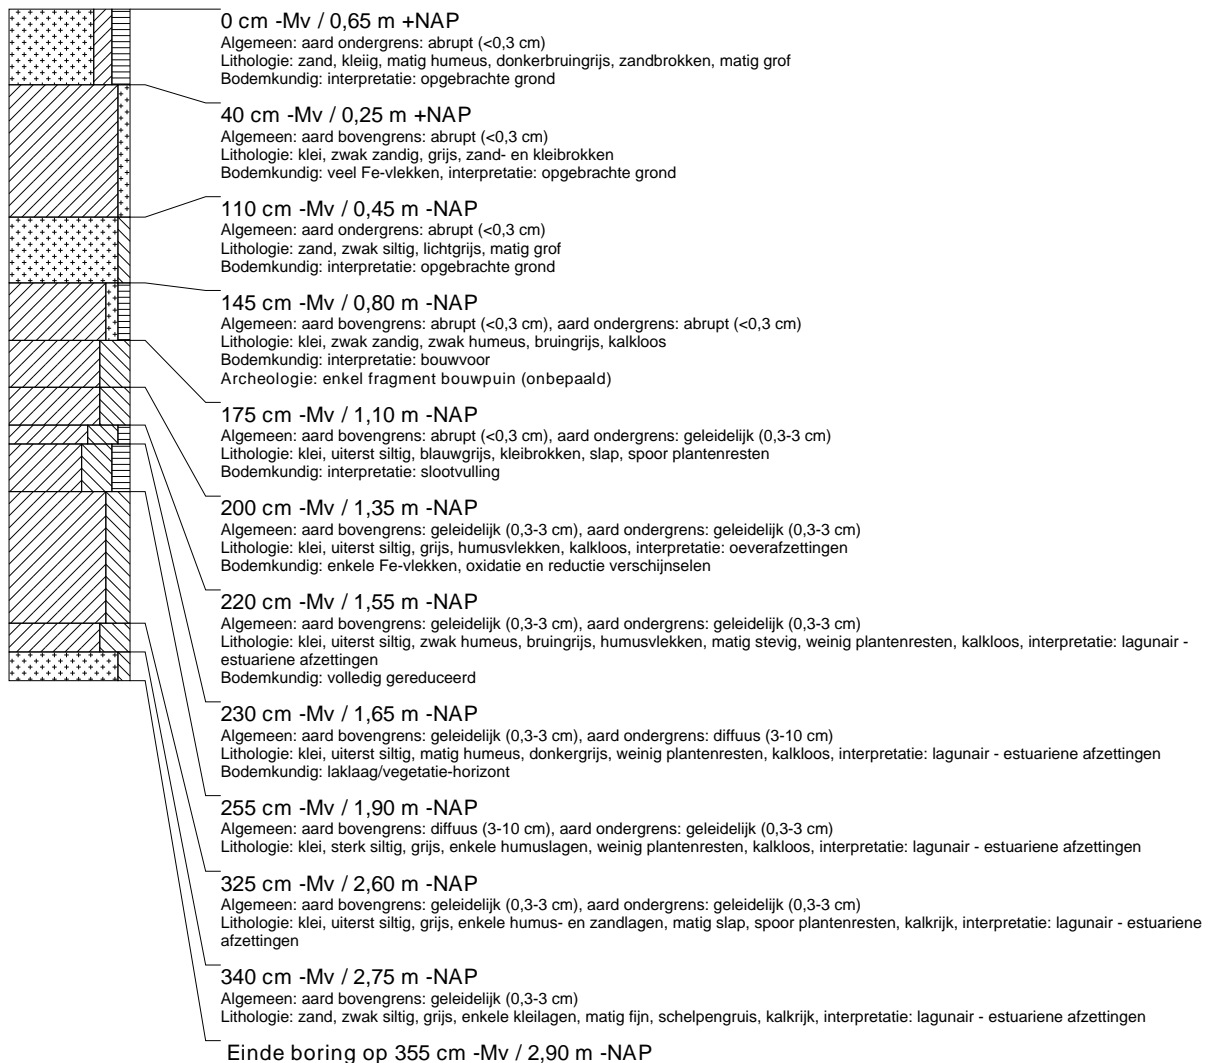 0 cm -Mv / 0,65 m +NAP
Algemeen: aard ondergrens: abrupt (<0,3 cm)
Lithologie: zand, kleiig, matig humeus, donkerbruingrijs, zandbrokken, matig grof
Bodemkundig: interpretatie: opgebrachte grond
40 cm -Mv / 0,25 m +NAP
Algemeen: aard bovengrens: abrupt (<0,3 cm)
Lithologie: klei, zwak zandig, grijs, zand- en kleibrokken
Bodemkundig: veel Fe-vlekken, interpretatie: opgebrachte grond
110 cm -Mv / 0,45 m -NAP
Algemeen: aard ondergrens: abrupt (<0,3 cm)
Lithologie: zand, zwak siltig, lichtgrijs, matig grof
Bodemkundig: interpretatie: opgebrachte grond
145 cm -Mv / 0,80 m -NAP
Algemeen: aard bovengrens: abrupt (<0,3 cm), aard ondergrens: abrupt (<0,3 cm)
Lithologie: klei, zwak zandig, zwak humeus, bruingrijs, kalkloos
Bodemkundig: interpretatie: bouwvoor
Archeologie: enkel fragment bouwpuin (onbepaald)
175 cm -Mv / 1,10 m -NAP
Algemeen: aard bovengrens: abrupt (<0,3 cm), aard ondergrens: geleidelijk (0,3-3 cm)
Lithologie: klei, uiterst siltig, blauwgrijs, kleibrokken, slap, spoor plantenresten
Bodemkundig: interpretatie: slootvulling
200 cm -Mv / 1,35 m -NAP
Algemeen: aard bovengrens: geleidelijk (0,3-3 cm), aard ondergrens: geleidelijk (0,3-3 cm)
Lithologie: klei, uiterst siltig, grijs, humusvlekken, kalkloos, interpretatie: oeverafzettingen
Bodemkundig: enkele Fe-vlekken, oxidatie en reductie verschijnselen
220 cm -Mv / 1,55 m -NAP
Algemeen: aard bovengrens: geleidelijk (0,3-3 cm), aard ondergrens: geleidelijk (0,3-3 cm)
Lithologie: klei, uiterst siltig, zwak humeus, bruingrijs, humusvlekken, matig stevig, weinig plantenresten, kalkloos, interpretatie: lagunair -
estuariene afzettingen
Bodemkundig: volledig gereduceerd
230 cm -Mv / 1,65 m -NAP
Algemeen: aard bovengrens: geleidelijk (0,3-3 cm), aard ondergrens: diffuus (3-10 cm)
Lithologie: klei, uiterst siltig, matig humeus, donkergrijs, weinig plantenresten, kalkloos, interpretatie: lagunair - estuariene afzettingen
Bodemkundig: laklaag/vegetatie-horizont
255 cm -Mv / 1,90 m -NAP
Algemeen: aard bovengrens: diffuus (3-10 cm), aard ondergrens: geleidelijk (0,3-3 cm)
Lithologie: klei, sterk siltig, grijs, enkele humuslagen, weinig plantenresten, kalkloos, interpretatie: lagunair - estuariene afzettingen
325 cm -Mv / 2,60 m -NAP
Algemeen: aard bovengrens: geleidelijk (0,3-3 cm), aard ondergrens: geleidelijk (0,3-3 cm)
Lithologie: klei, uiterst siltig, grijs, enkele humus- en zandlagen, matig slap, spoor plantenresten, kalkrijk, interpretatie: lagunair - estuariene
afzettingen
340 cm -Mv / 2,75 m -NAP
Algemeen: aard bovengrens: geleidelijk (0,3-3 cm)
Lithologie: zand, zwak siltig, grijs, enkele kleilagen, matig fijn, schelpengruis, kalkrijk, interpretatie: lagunair - estuariene afzettingen
Einde boring op 355 cm -Mv / 2,90 m -NAP